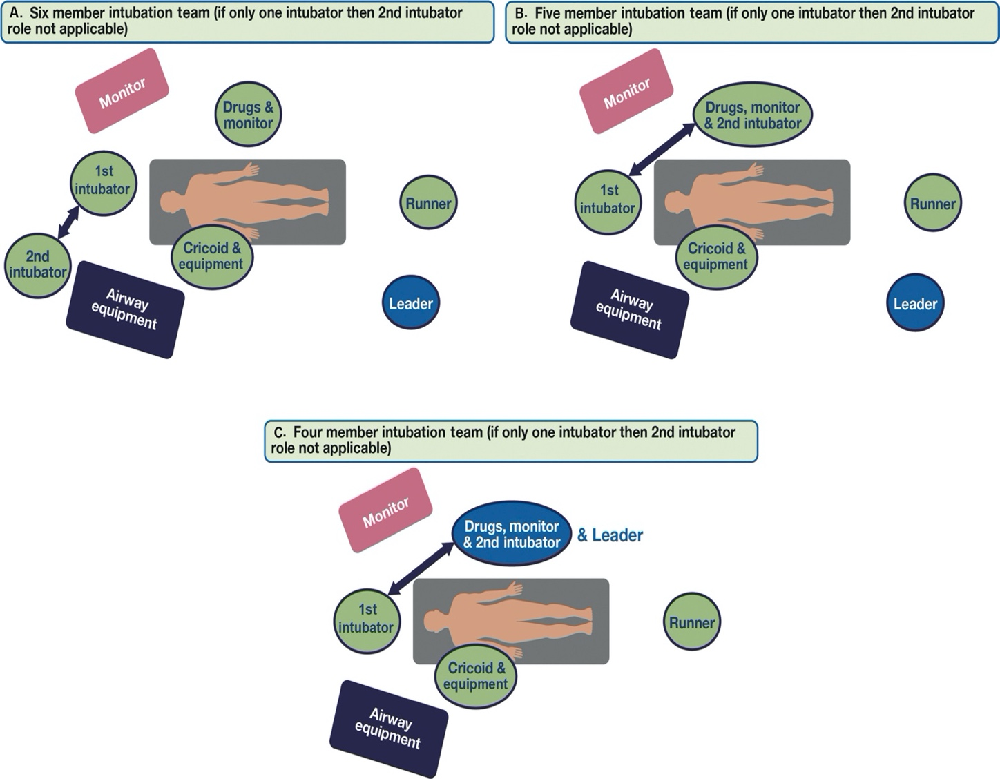 A. Six member intubation team (if only one intubator then 2nd intubator
role not applicable)
Monitor
Drugs &
monitor
1st
intubator
2nd
intubator
Cricoid &
equipment
Airway
equipment
Runner
Leader
B. Five member intubation team (if only one intubator then 2nd intubator
role not applicable)
Monitor
Drugs, monitor
& 2nd intubator
1st
intubator
Cricoid &
equipment
Airway
equipment
Runner
Leader
C. Four member intubation team (if only one intubator then 2nd intubator
role not applicable)
Monitor
Drugs, monitor
& 2nd intubator
& Leader
1st
intubator
Cricoid &
equipment
Airway
equipment
Runner